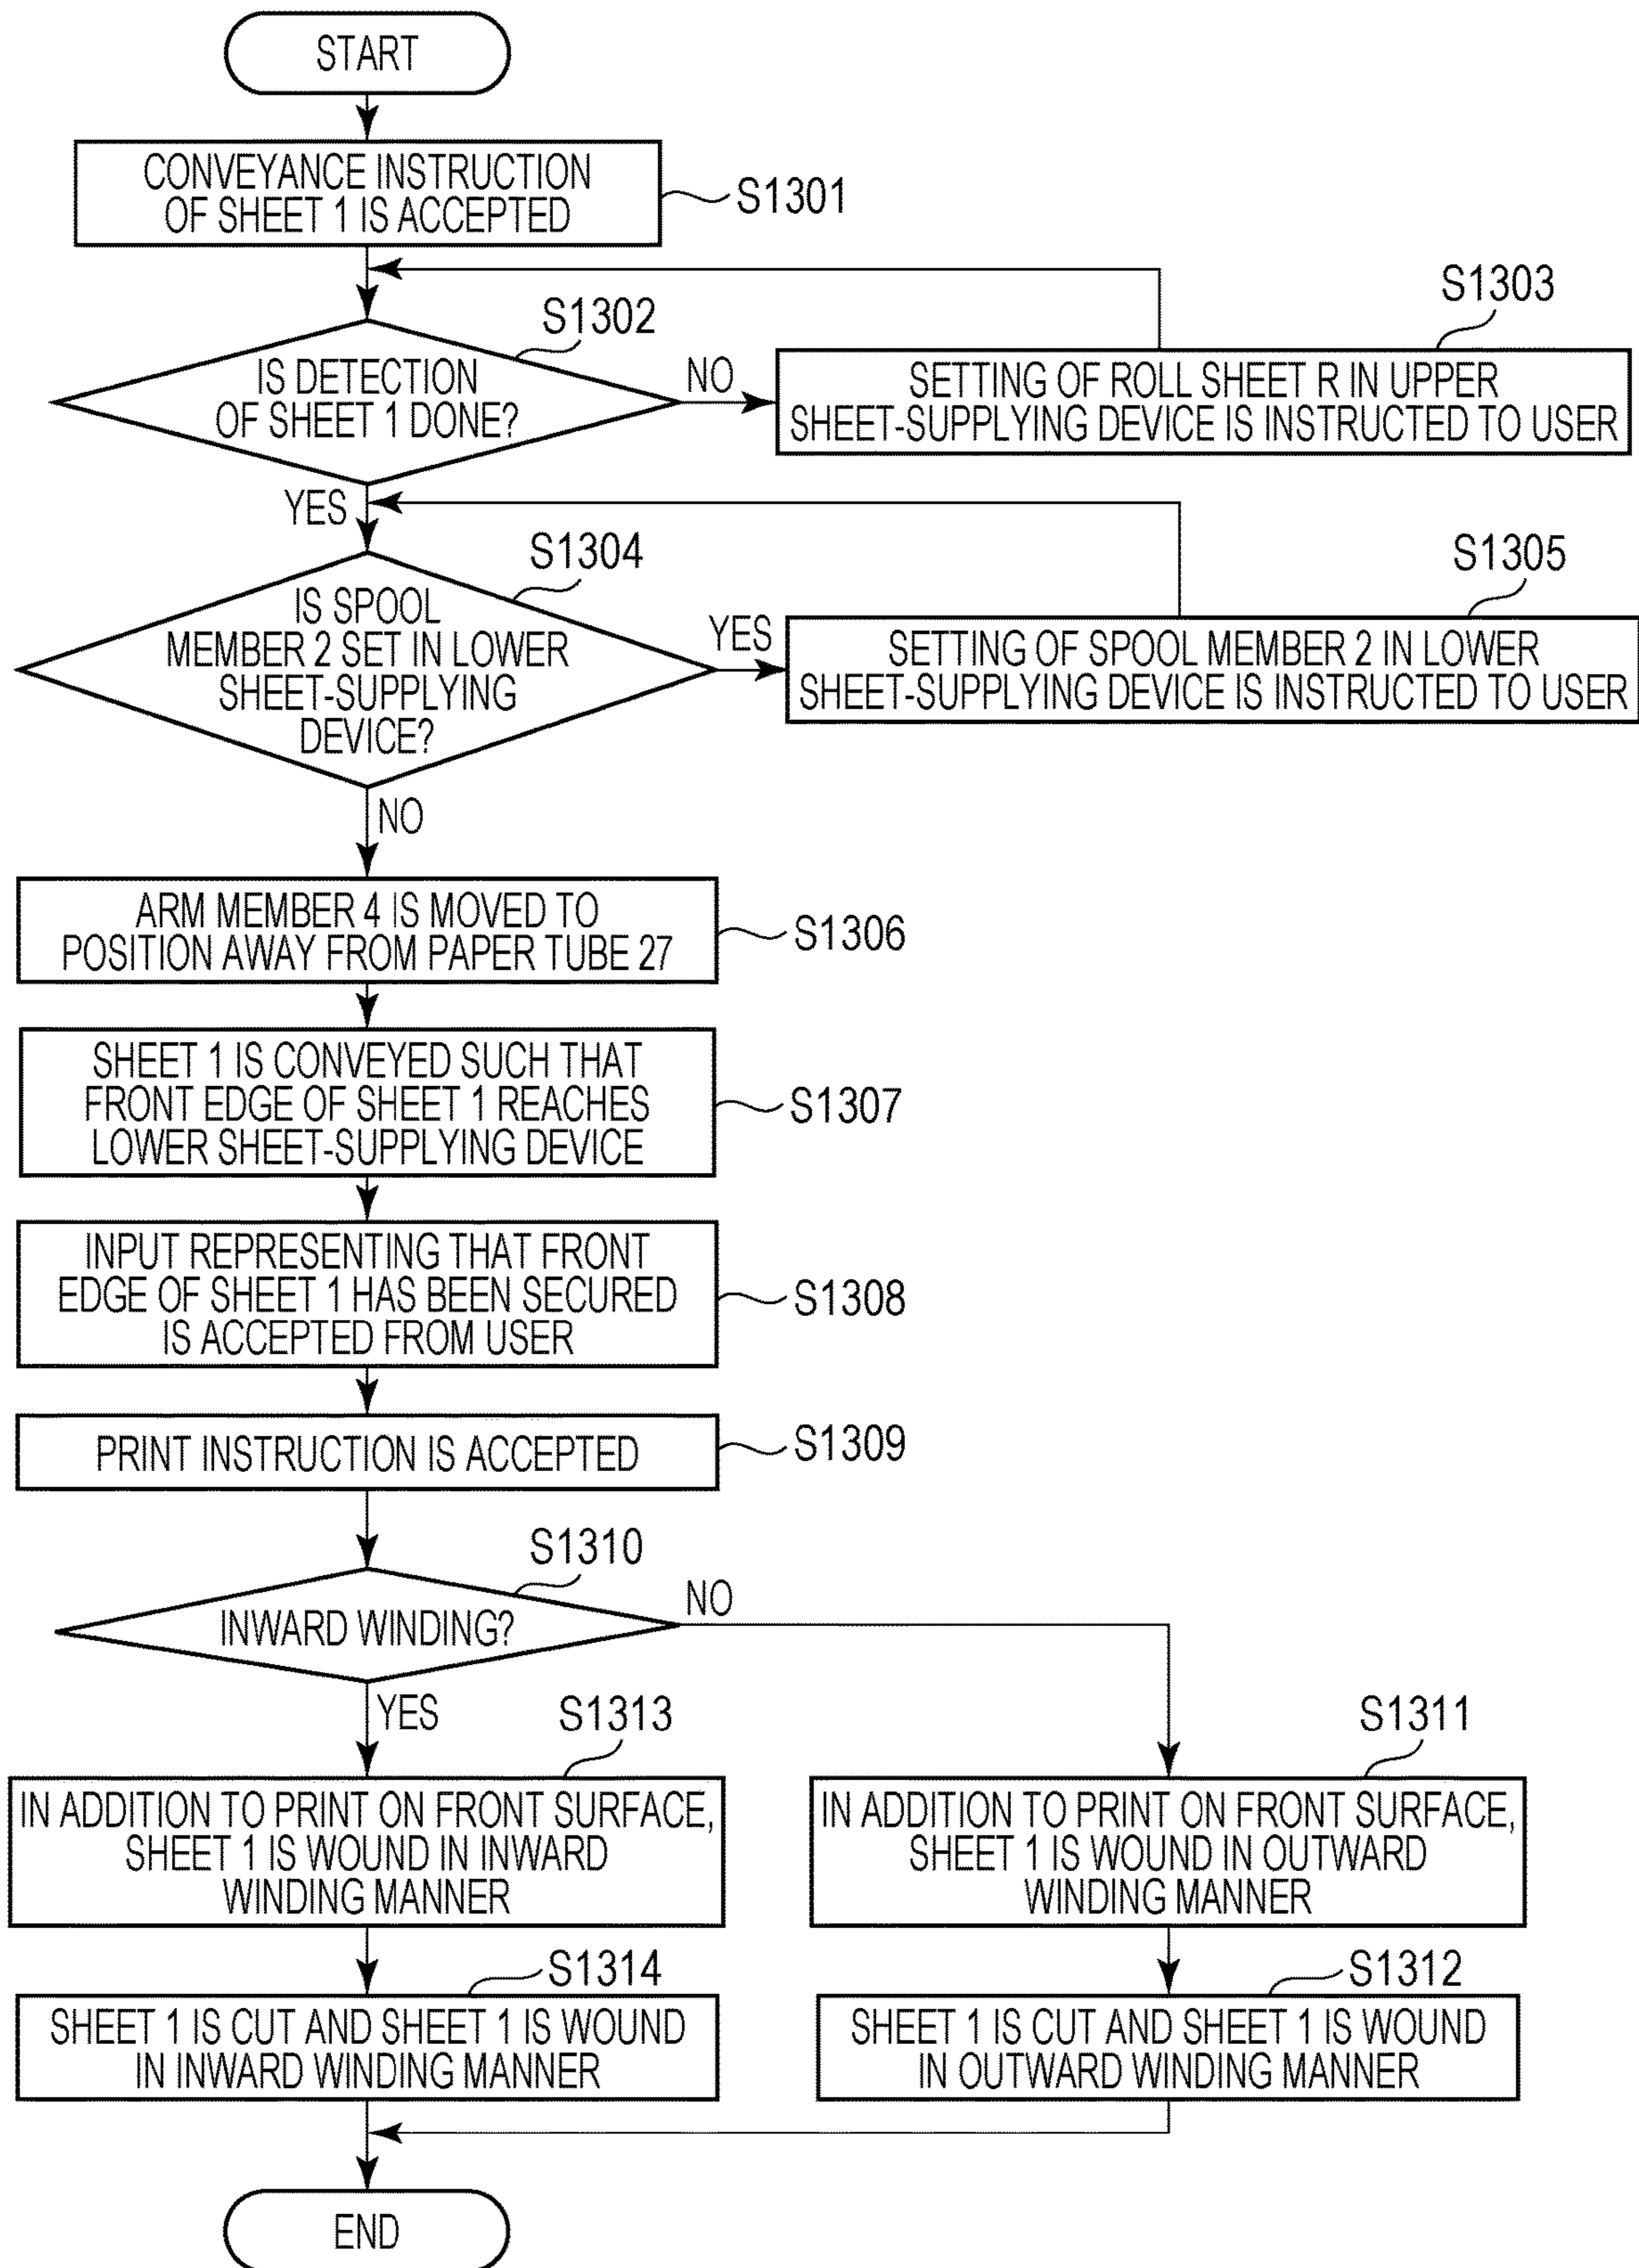 START
CONVEYANCE INSTRUCTION
OF SHEET 1 IS ACCEPTED
S1301
S1302
IS DETECTION
OF SHEET 1 DONE?
NO
S1303
SETTING OF ROLL SHEET R IN UPPER
SHEET-SUPPLYING DEVICE IS INSTRUCTED TO USER
YES
S1304
IS SPOOL
MEMBER 2 SET IN LOWER
SHEET-SUPPLYING
DEVICE?
YES
S1305
SETTING OF SPOOL MEMBER 2 IN LOWER
SHEET-SUPPLYING DEVICE IS INSTRUCTED TO USER
NO
ARM MEMBER 4 IS MOVED TO
POSITION AWAY FROM PAPER TUBE 27
S1306
SHEET 1 IS CONVEYED SUCH THAT
FRONT EDGE OF SHEET 1 REACHES
LOWER SHEET-SUPPLYING DEVICE
S1307
INPUT REPRESENTING THAT FRONT
EDGE OF SHEET 1 HAS BEEN SECURED
IS ACCEPTED FROM USER
S1308
PRINT INSTRUCTION IS ACCEPTED
S1309
S1310
INWARD WINDING?
NO
YES
S1313
IN ADDITION TO PRINT ON FRONT SURFACE,
SHEET 1 IS WOUND IN INWARD
WINDING MANNER
S1311
IN ADDITION TO PRINT ON FRONT SURFACE,
SHEET 1 IS WOUND IN OUTWARD
WINDING MANNER
S1314
SHEET 1 IS CUT AND SHEET 1 IS WOUND
IN INWARD WINDING MANNER
S1312
SHEET 1 IS CUT AND SHEET 1 IS WOUND
IN OUTWARD WINDING MANNER
END